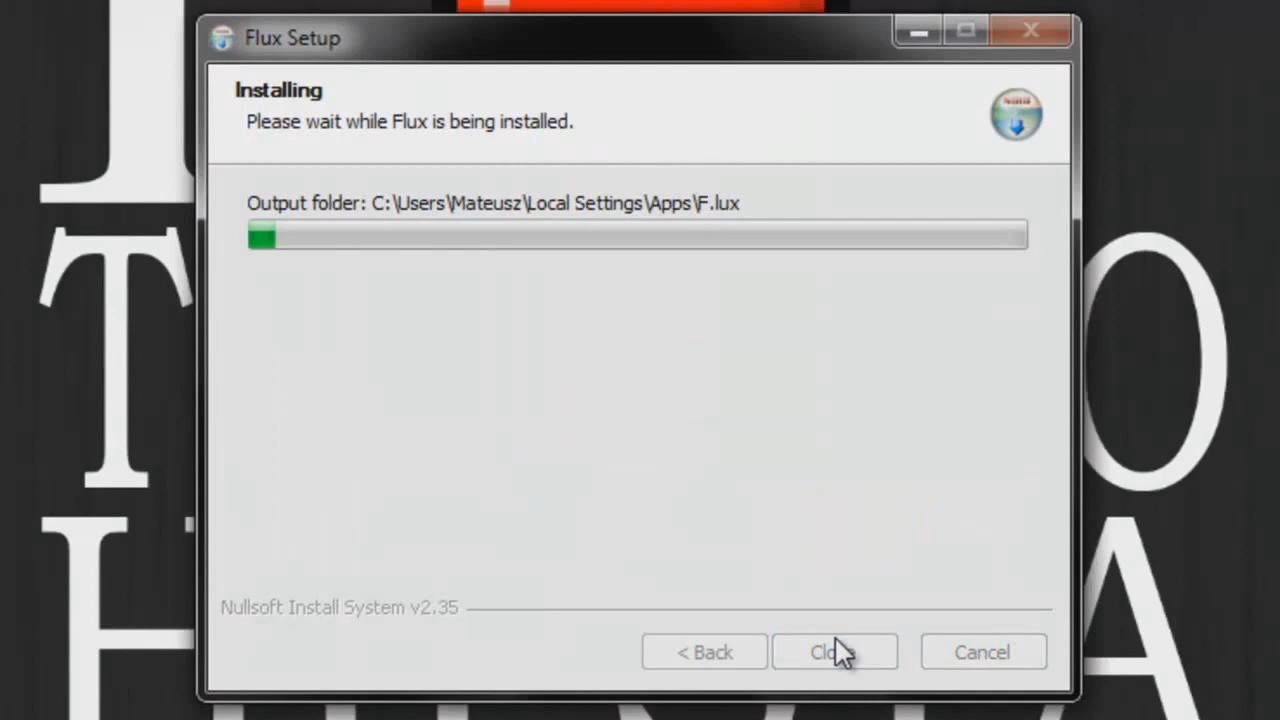 Flux Setup
Installing
Please wait while Flux is being installed.
Output folder: C:\Users\Mateusz\Local Settings\Apps\F.lux
Nullsoft Install System v2.35
< Back
Cancel